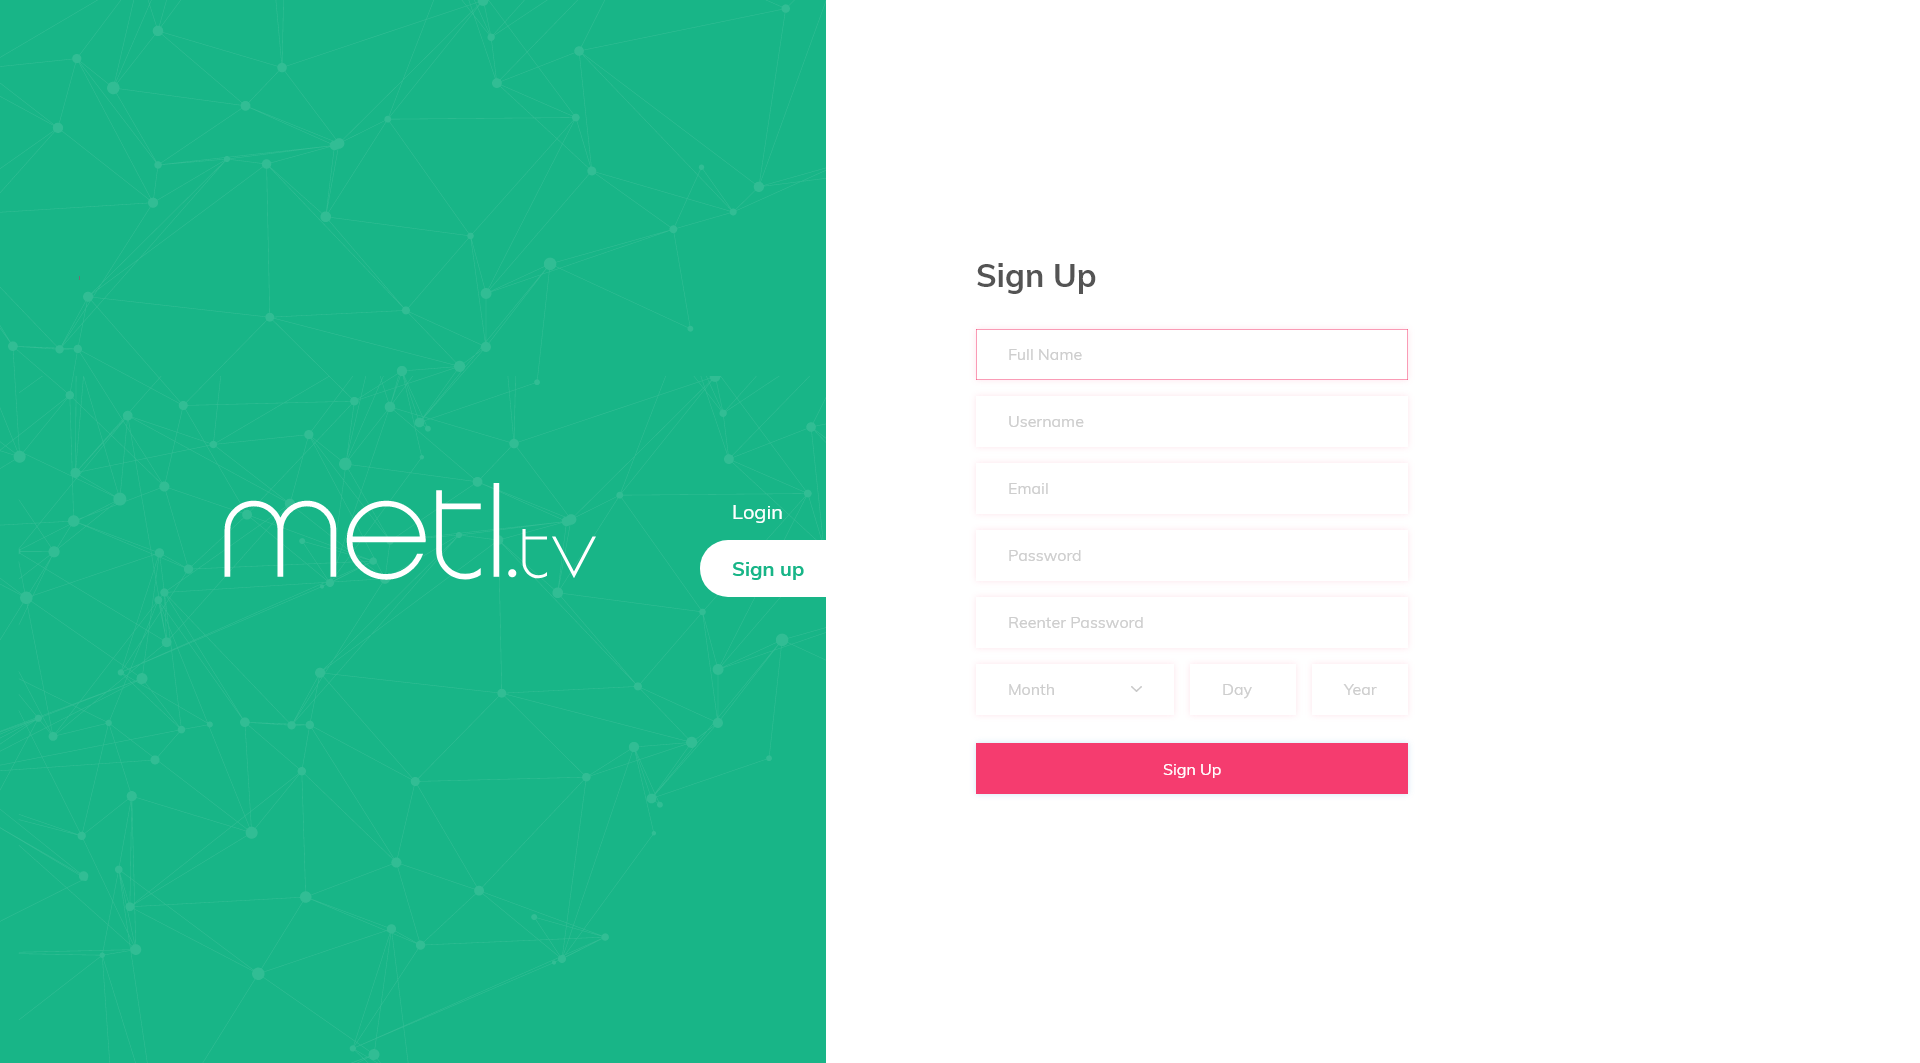 metl.tv
Login
Sign up
Sign Up
Full Name
Username
Email
Password
Reenter Password
Month Day Year
Sign Up